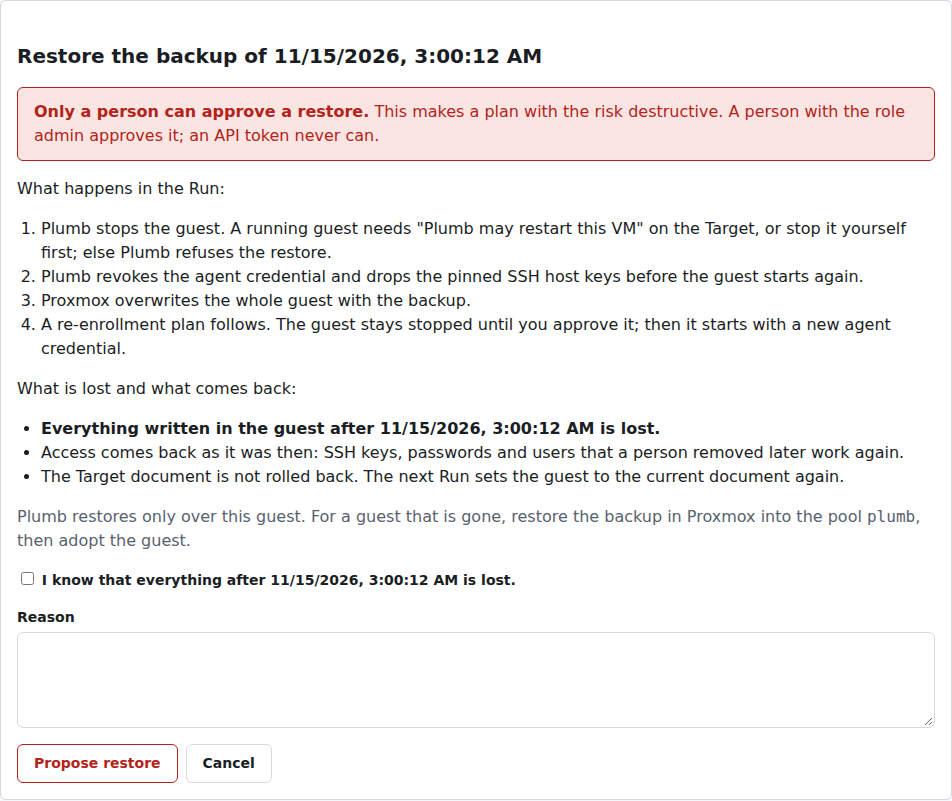 Restore the backup of 11/15/2026, 3:00:12 AM
Only a person can approve a restore. This makes a plan with the risk destructive. A person with the role
admin approves it; an API token never can.
What happens in the Run:
1. Plumb stops the guest. A running guest needs "Plumb may restart this VM" on the Target, or stop it yourself
first; else Plumb refuses the restore.
2. Plumb revokes the agent credential and drops the pinned SSH host keys before the guest starts again.
3. Proxmox overwrites the whole guest with the backup.
4. A re-enrollment plan follows. The guest stays stopped until you approve it; then it starts with a new agent
credential.
What is lost and what comes back:
• Everything written in the guest after 11/15/2026, 3:00:12 AM is lost.
• Access comes back as it was then: SSH keys, passwords and users that a person removed later work again.
• The Target document is not rolled back. The next Run sets the guest to the current document again.
Plumb restores only over this guest. For a guest that is gone, restore the backup in Proxmox into the pool plumb,
then adopt the guest.
I know that everything after 11/15/2026, 3:00:12 AM is lost.
Reason
Propose restore
Cancel